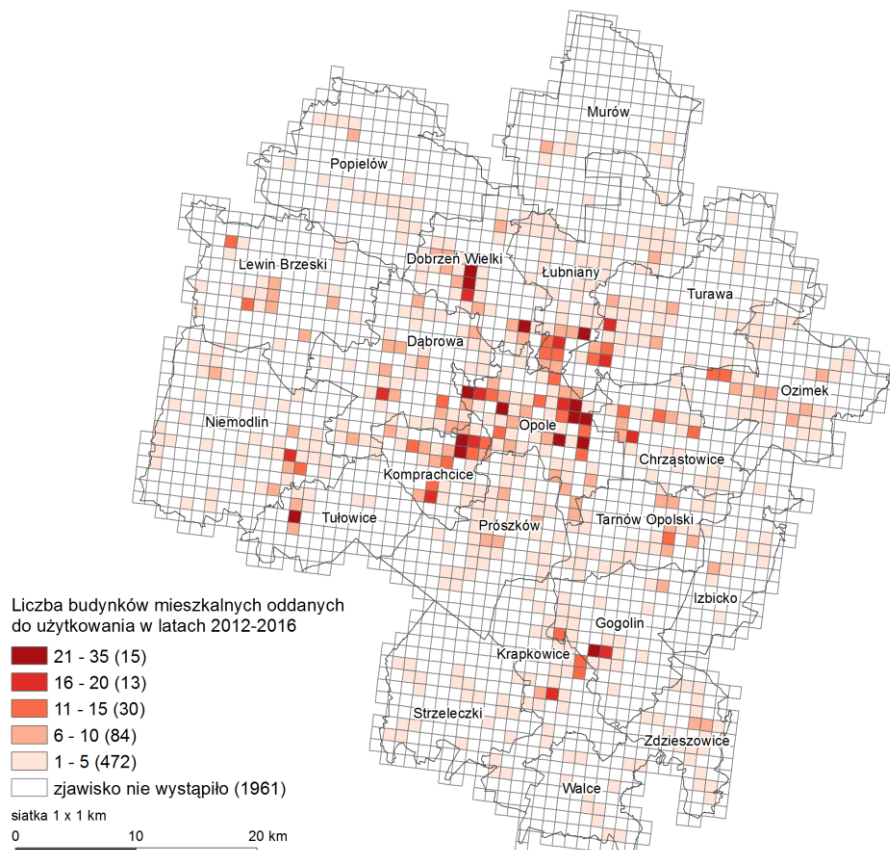 Murów
Popielów
Dobrzeń Wielki
Łubniany
Lewin Brzeski
Turawa
Dąbrowa
Ozimek
Niemodlin
Opole
Chrząstowice
Komprachcice
Tułowice
Prószków
Tarnów Opolski
Izbicko
Gogolin
Krapkowice
Strzeleczki
Zdzieszowice
Walce
Liczba budynków mieszkalnych oddanych
do użytkowania w latach 2012-2016
21 - 35 (15)
16 - 20 (13)
11 - 15 (30)
6 - 10 (84)
1 - 5 (472)
zjawisko nie wystąpiło (1961)
siatka 1 x 1 km
0 10 20 km